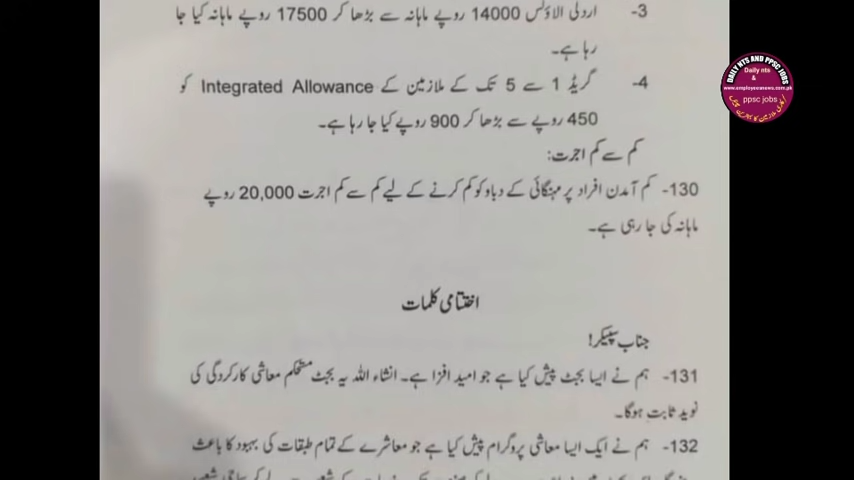 3- اردلی الاؤنس 14000 روپے ماہانہ سے بڑھا کر 17500 روپے ماہانہ کیا جا
رہا ہے۔
4- گریڈ 1 سے 5 تک کے ملازمین کے Integrated Allowance کو
450 روپے سے بڑھا کر 900 روپے کیا جا رہا ہے۔
کم سے کم اجرت:
130- کم آمدن افراد پر مہنگائی کے دباو کو کم کرنے کے لیے کم سے کم اجرت 20,000 روپے
ماہانہ کی جا رہی ہے۔
اختتامی کلمات
جناب سپیکر!
131- ہم نے ایسا بجٹ پیش کیا ہے جو امید افزا ہے۔ انشاء اللہ یہ بجٹ مستحکم معاشی کارکردگی کی
نوید ثابت ہوگا۔
132- ہم نے ایک ایسا معاشی پروگرام پیش کیا ہے جو معاشرے کے تمام طبقات کی بہبود کا باعث
DAILY NTS AND PPSC JOBS
Daily nts
&
www.employeesnews.com.pk
ppsc jobs